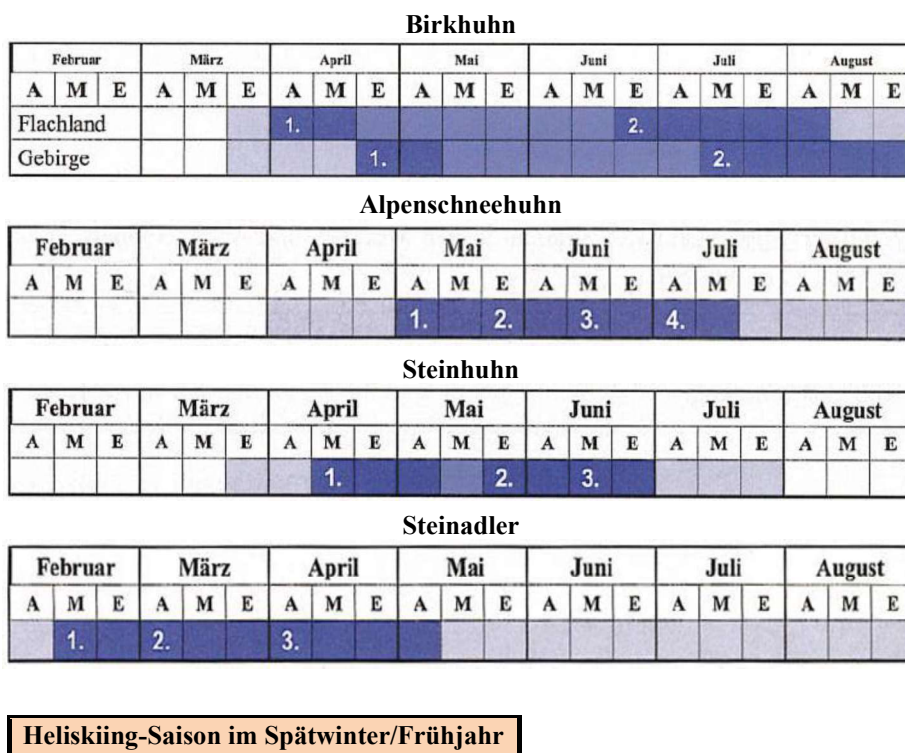 Birkhuhn
Februar März April Mai Juni Juli August
A M E A M E A M E A M E A M E A M E A M E
Flachland 1. 2.
Gebirge 1. 2.
Alpenschneehuhn
Februar März April Mai Juni Juli August
A M E A M E A M E A M E A M E A M E A M E
1. 2. 3. 4.
Steinhuhn
Februar März April Mai Juni Juli August
A M E A M E A M E A M E A M E A M E A M E
1. 2. 3.
Steinadler
Februar März April Mai Juni Juli August
A M E A M E A M E A M E A M E A M E A M E
1. 2. 3.
Heliskiing-Saison im Spätwinter/Frühjahr